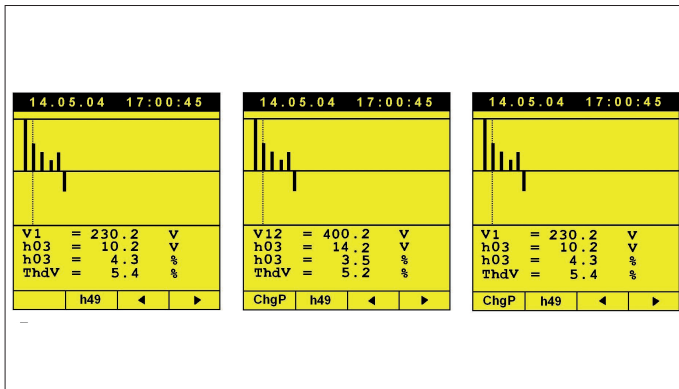 14.05.04 17:00:45
V1 = 230.2 V
h03 = 10.2 V
h03 = 4.3 %
ThdV = 5.4 %
h49 ◀ ▶
14.05.04 17:00:45
V12 = 400.2 V
h03 = 14.2 V
h03 = 3.5 %
ThdV = 5.2 %
ChgP h49 ◀ ▶
14.05.04 17:00:45
V1 = 230.2 V
h03 = 10.2 V
h03 = 4.3 %
ThdV = 5.4 %
ChgP h49 ◀ ▶